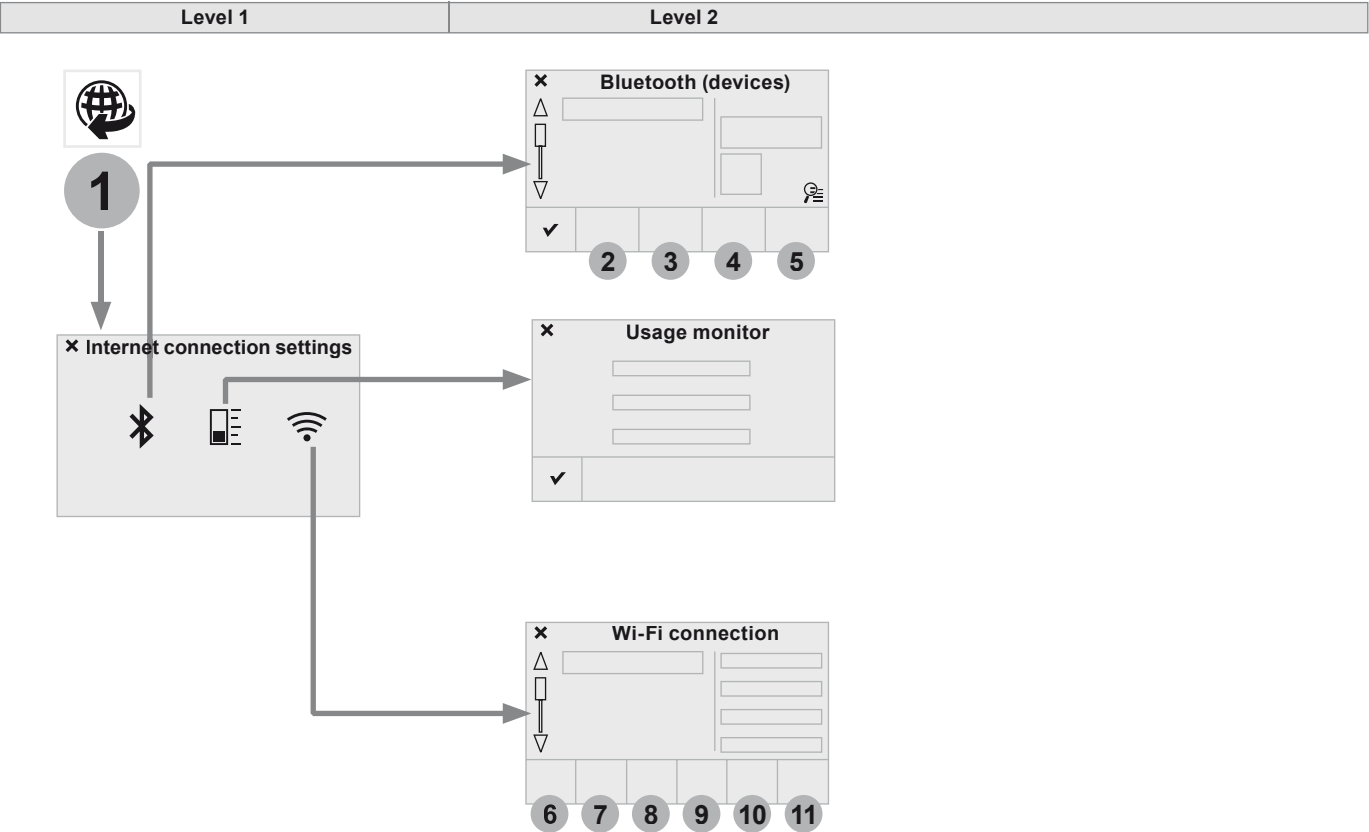 Level 1
Level 2
Bluetooth (devices)
1
2
3
4
5
Internet connection settings
Usage monitor
Wi-Fi connection
6
7
8
9
10
11